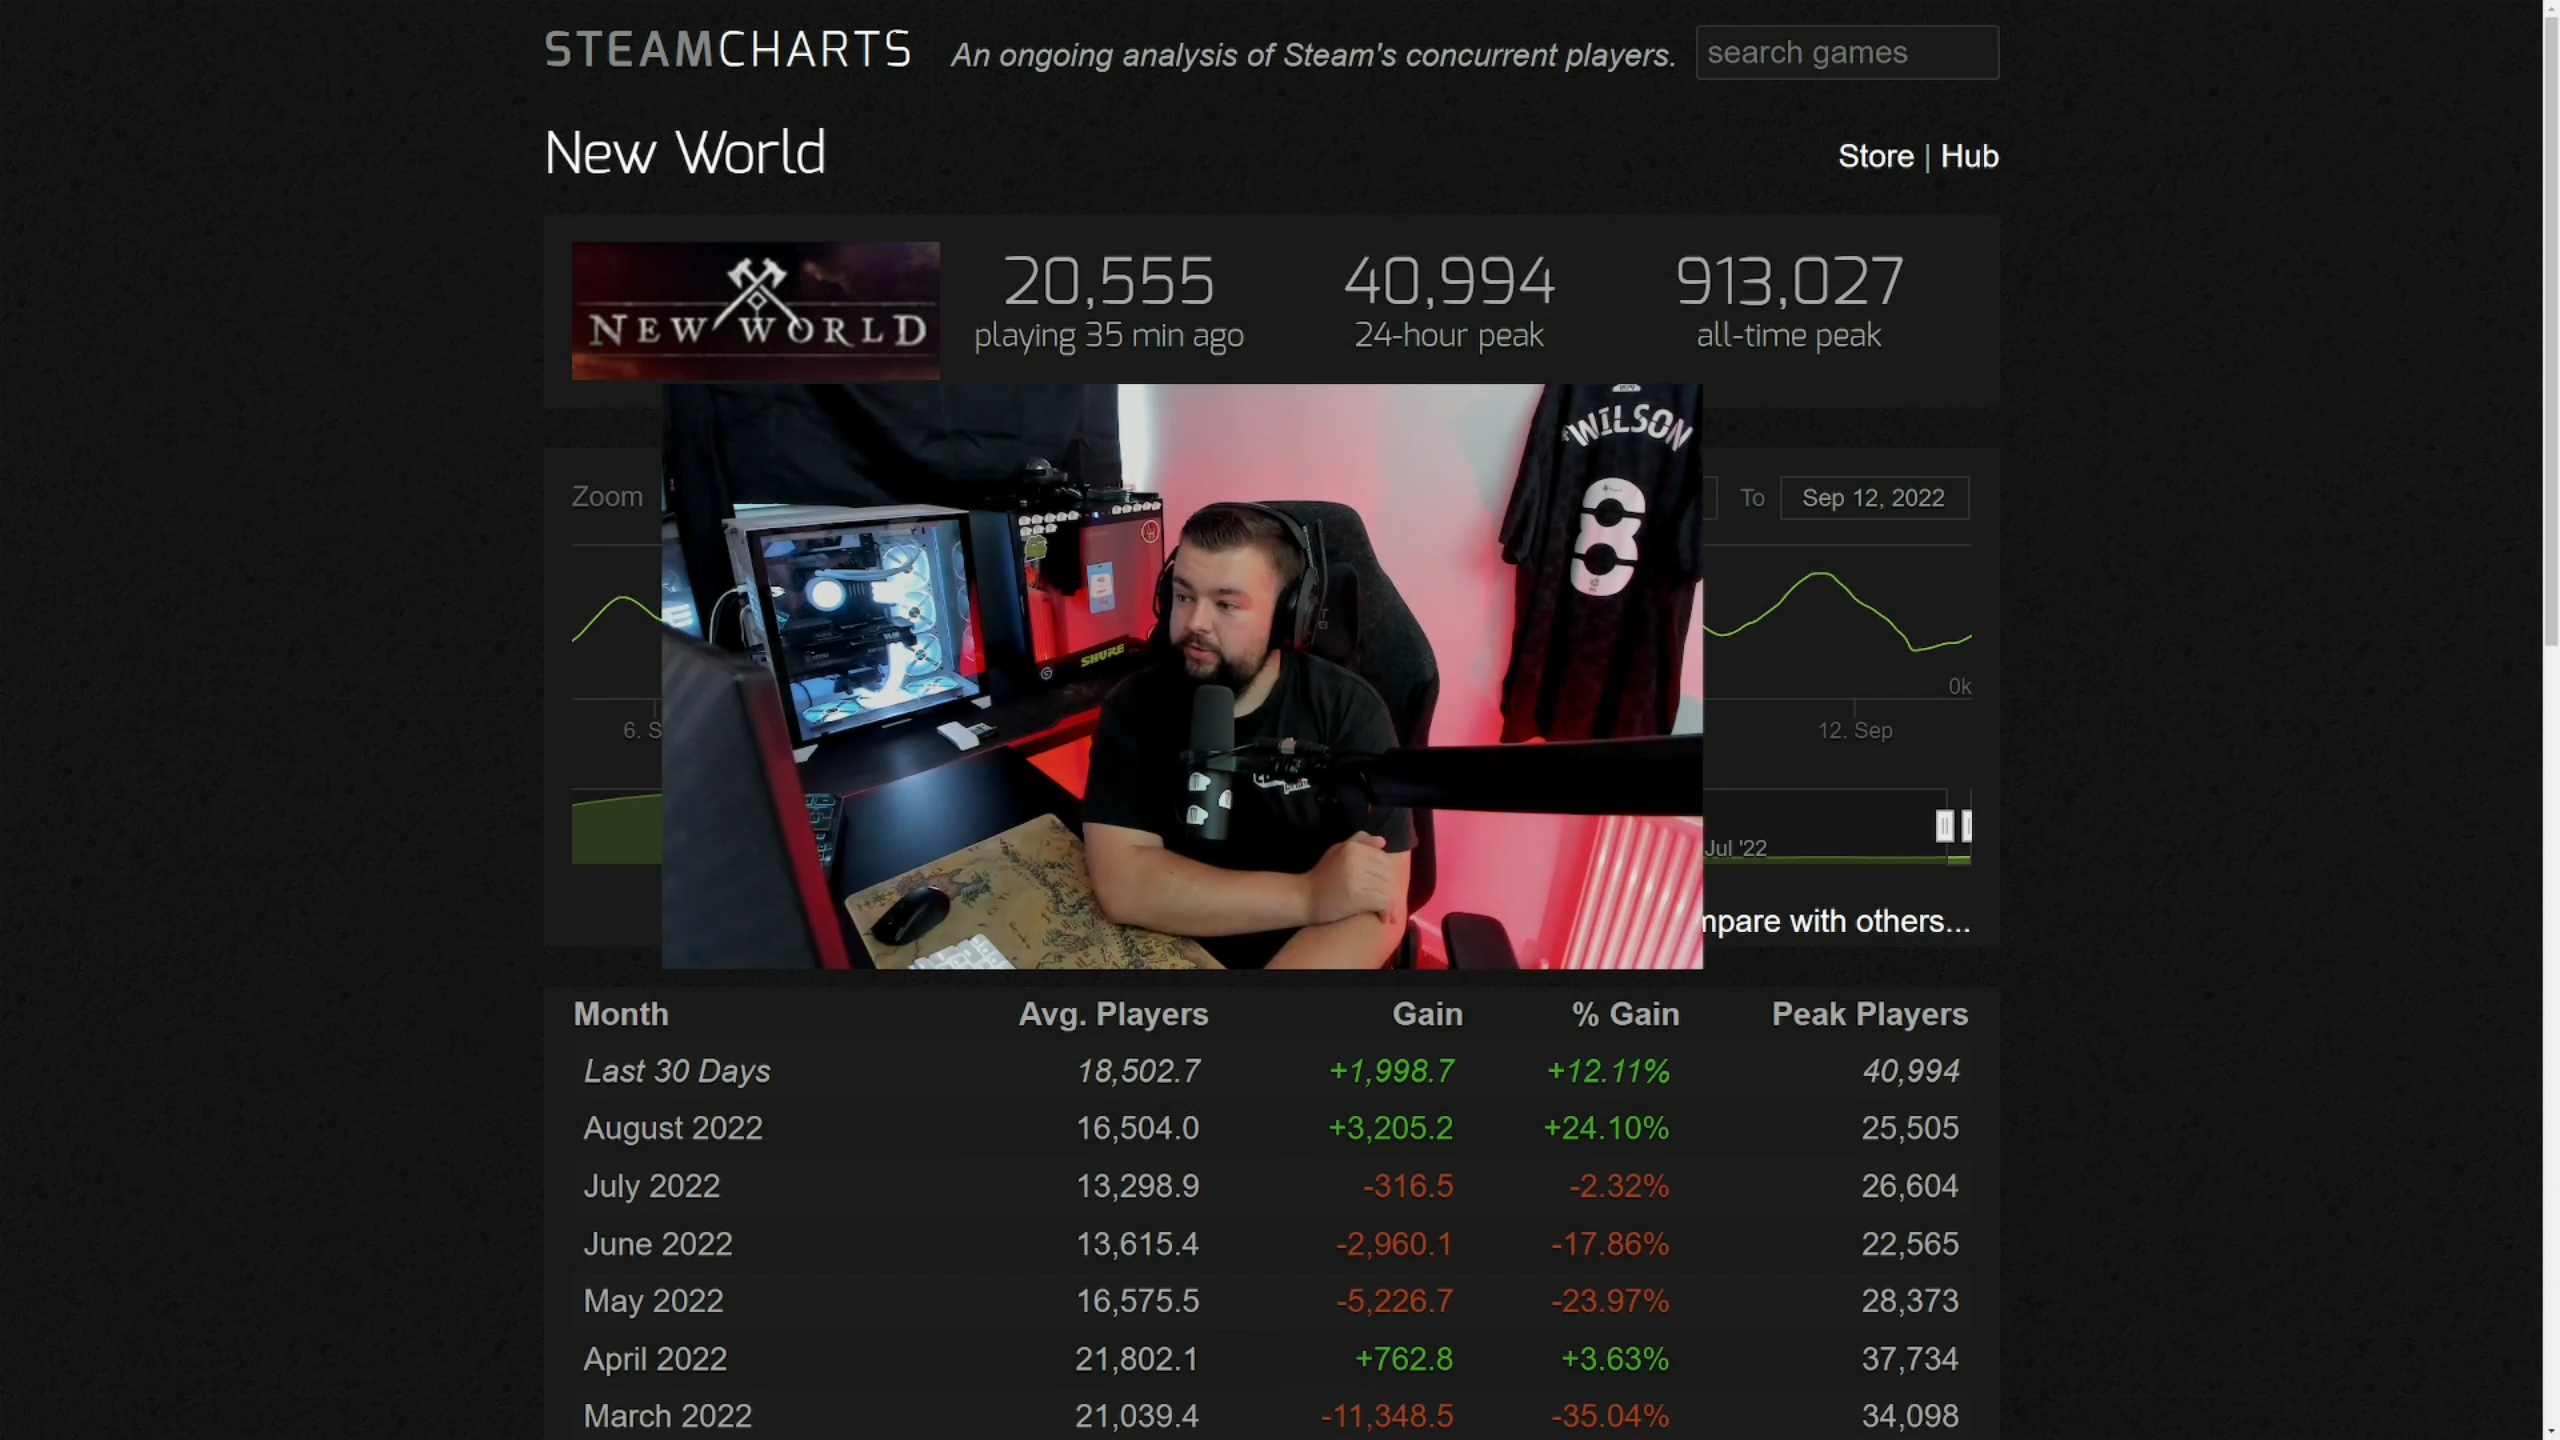 STEAMCHARTS
An ongoing analysis of Steam's concurrent players.
search games
New World
Store | Hub
NEW WORLD
20,555
playing 35 min ago
40,994
24-hour peak
913,027
all-time peak
Zoom
To
Sep 12, 2022
WILSON
8
SHURE
0k
6. S
12. Sep
Jul '22
mpare with others...
Month Avg. Players Gain % Gain Peak Players
Last 30 Days 18,502.7 +1,998.7 +12.11% 40,994
August 2022 16,504.0 +3,205.2 +24.10% 25,505
July 2022 13,298.9 -316.5 -2.32% 26,604
June 2022 13,615.4 -2,960.1 -17.86% 22,565
May 2022 16,575.5 -5,226.7 -23.97% 28,373
April 2022 21,802.1 +762.8 +3.63% 37,734
March 2022 21,039.4 -11,348.5 -35.04% 34,098